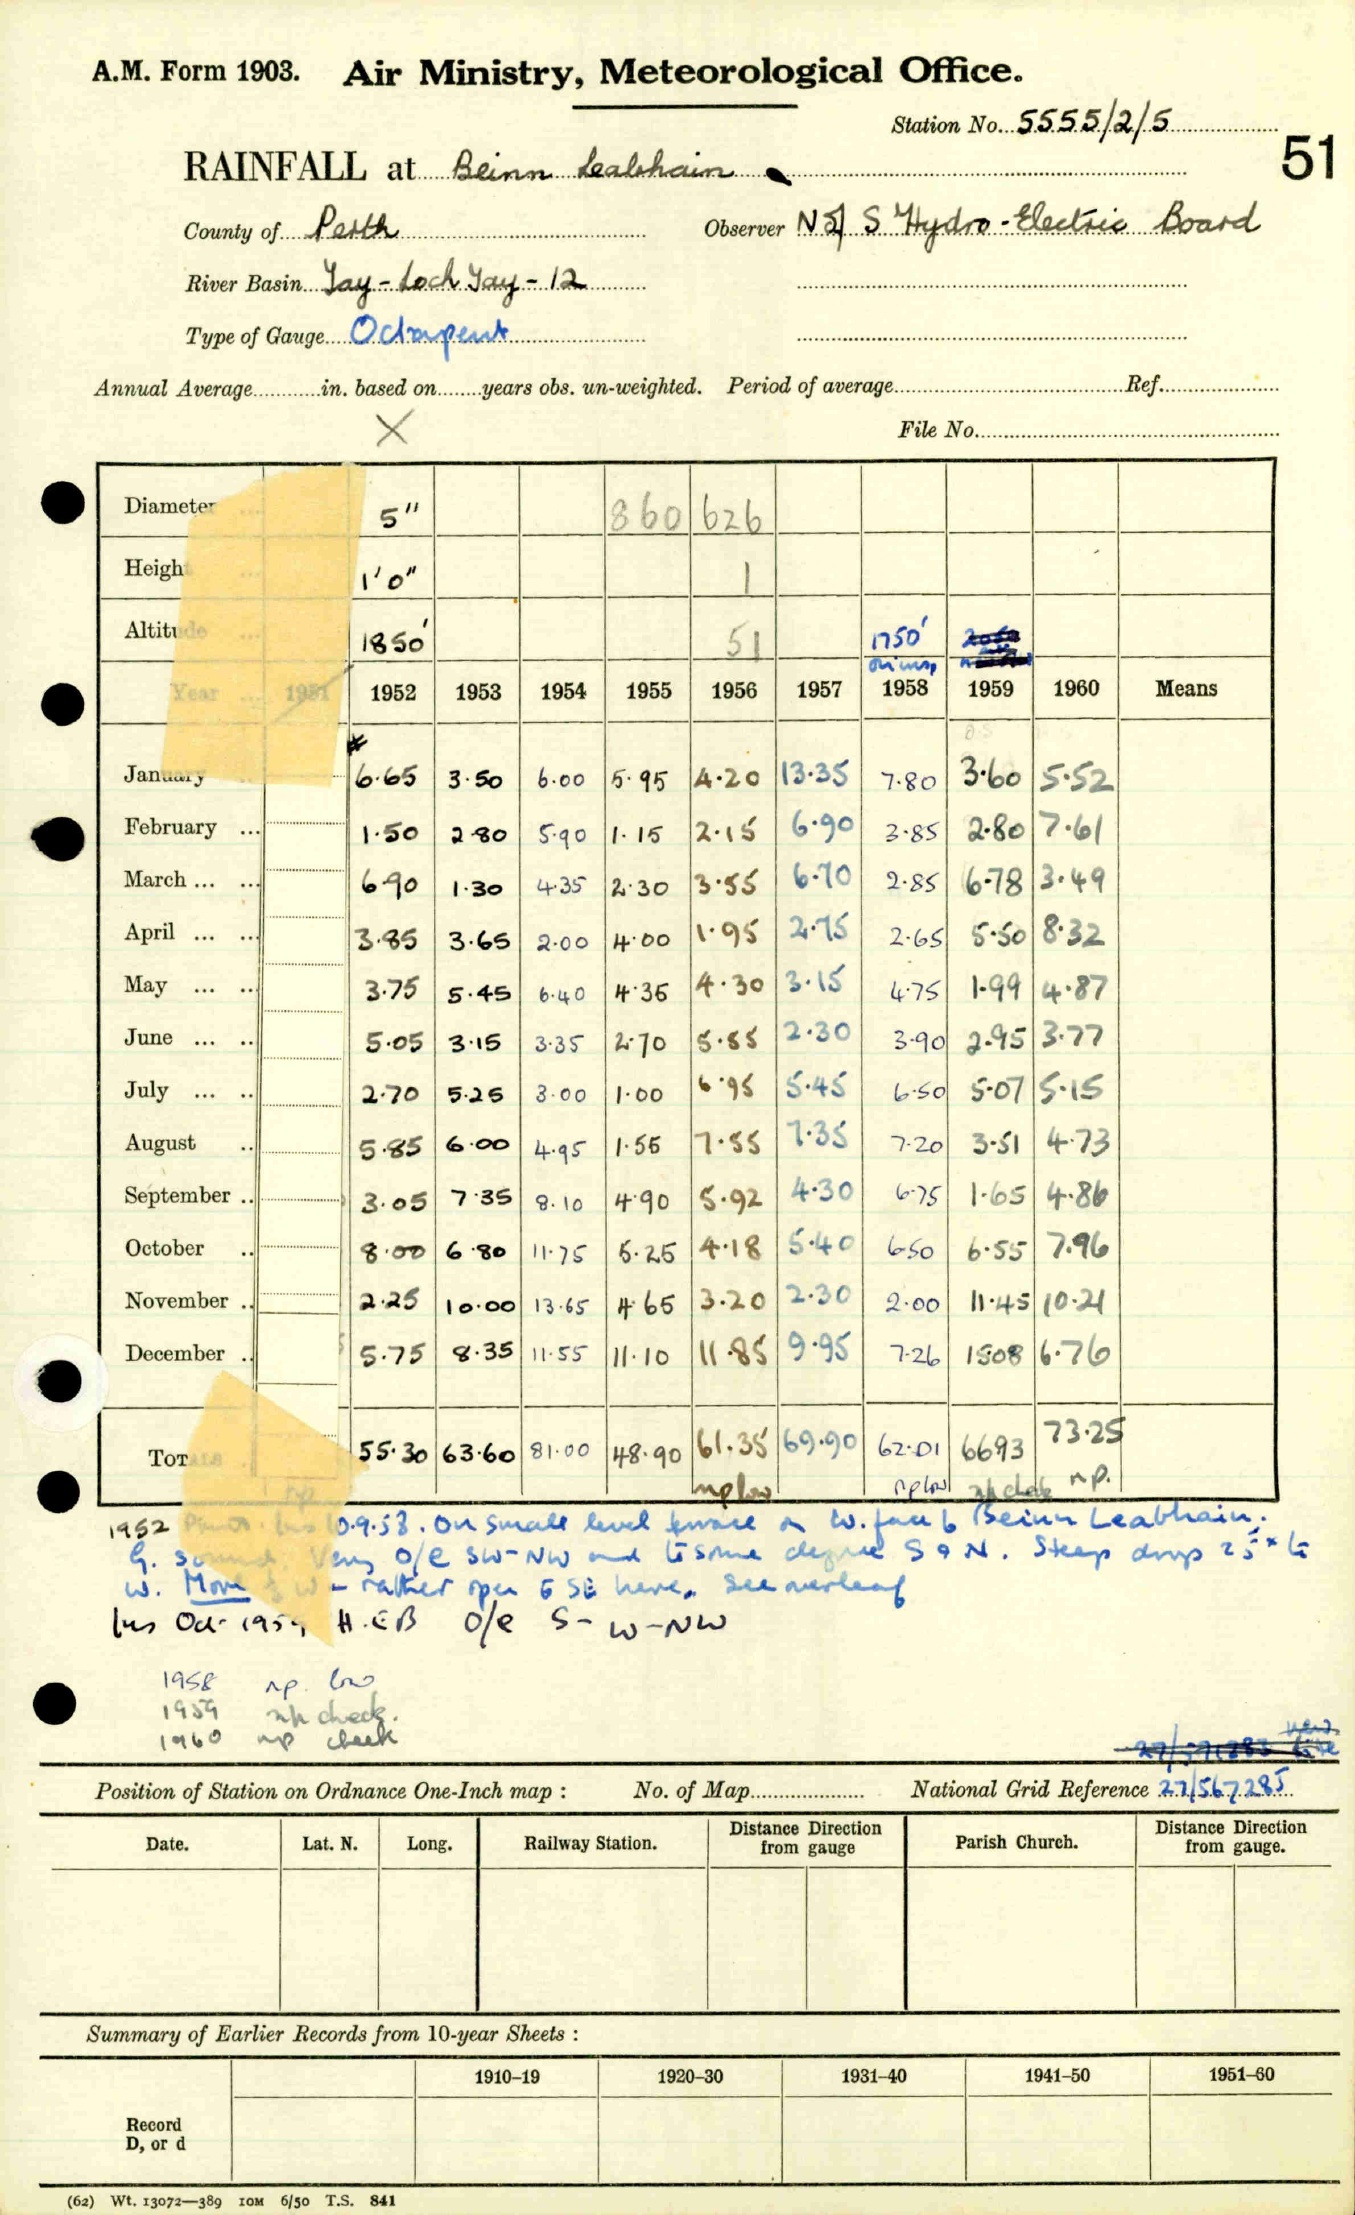 A.M. Form 1903. Air Ministry, Meteorological Office.
Station No. 5555/2/5
51
RAINFALL at Beinn Leabhain
County of Perth Observer N of S Hydro-Electric Board
River Basin Tay - Loch Tay - 12
Type of Gauge Octapent
Annual Average in. based on years obs. un-weighted. Period of average Ref.
X File No.
Diameter 5" 860 626
Height 1'0" 1
Altitude 1850' 51 1750' 2050
Year 1951 1952 1953 1954 1955 1956 1957 1958 1959 1960 Means
January 6.65 3.50 6.00 5.95 4.20 13.35 7.80 3.60 5.52
February 1.50 2.80 5.90 1.15 2.15 6.90 3.85 2.80 7.61
March 6.90 1.30 4.35 2.30 3.55 6.70 2.85 6.78 3.49
April 3.85 3.65 2.00 4.00 1.95 2.75 2.65 5.50 8.32
May 3.75 5.45 6.40 4.35 4.30 3.15 4.75 1.99 4.87
June 5.05 3.15 3.35 2.70 5.55 2.30 3.90 2.95 3.77
July 2.70 5.25 3.00 1.00 6.95 5.45 6.50 5.07 5.15
August 5.85 6.00 4.95 1.55 7.55 7.35 7.20 3.51 4.73
September 3.05 7.35 8.10 4.90 5.92 4.30 6.75 1.65 4.86
October 8.00 6.80 11.75 5.25 4.18 5.40 6.50 6.55 7.96
November 2.25 10.00 13.65 4.65 3.20 2.30 2.00 11.45 10.21
December 5.75 8.35 11.55 11.10 11.85 9.95 7.26 15.08 6.76
Totals 55.30 63.60 81.00 48.90 61.35 69.90 62.01 66.93 73.25
np np low np low np check np.
1952 0.9.53. On small level terrace on W. face of Beinn Leabhain.
G. sound. Very O/e SW-NW and to some degree S & N. Steep drop 25° to
W. Move W - rather open to SE here. See overleaf
Ins Oct 1959 H.E.B O/e S- W-NW
1958 np. low
1959 np check.
1960 np check
new site
Position of Station on Ordnance One-Inch map : No. of Map National Grid Reference 27/567285
Date. Lat. N. Long. Railway Station. Distance Direction from gauge Parish Church. Distance Direction from gauge.
Summary of Earlier Records from 10-year Sheets :
1910-19 1920-30 1931-40 1941-50 1951-60
Record
D, or d
(62) Wt. 13072—389 10M 6/50 T.S. 841